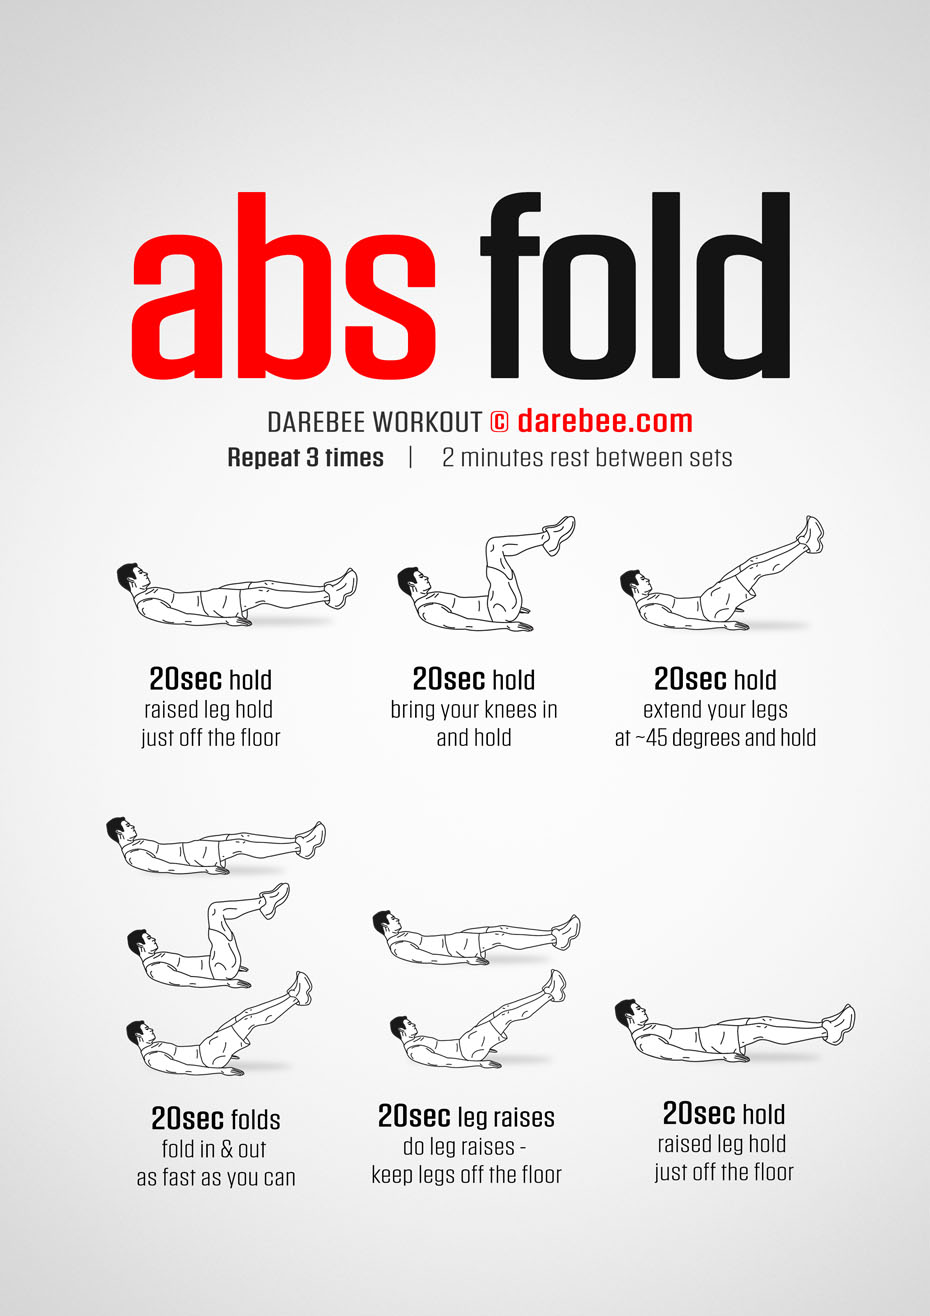 abs fold
DAREBEE WORKOUT © darebee.com
Repeat 3 times | 2 minutes rest between sets
20sec hold
raised leg hold
just off the floor
20sec hold
bring your knees in
and hold
20sec hold
extend your legs
at ~45 degrees and hold
20sec folds
fold in & out
as fast as you can
20sec leg raises
do leg raises -
keep legs off the floor
20sec hold
raised leg hold
just off the floor